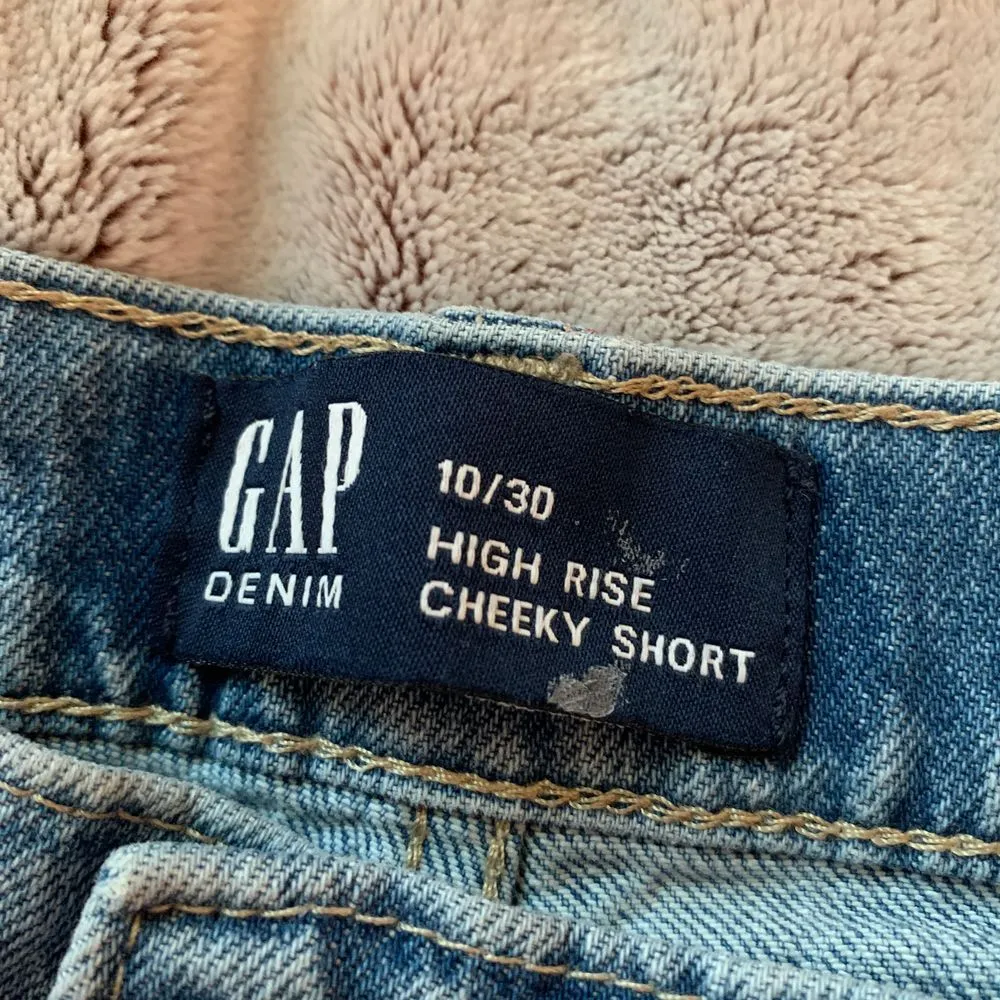 GAP
DENIM
10/30
HIGH RISE
CHEEKY SHORT